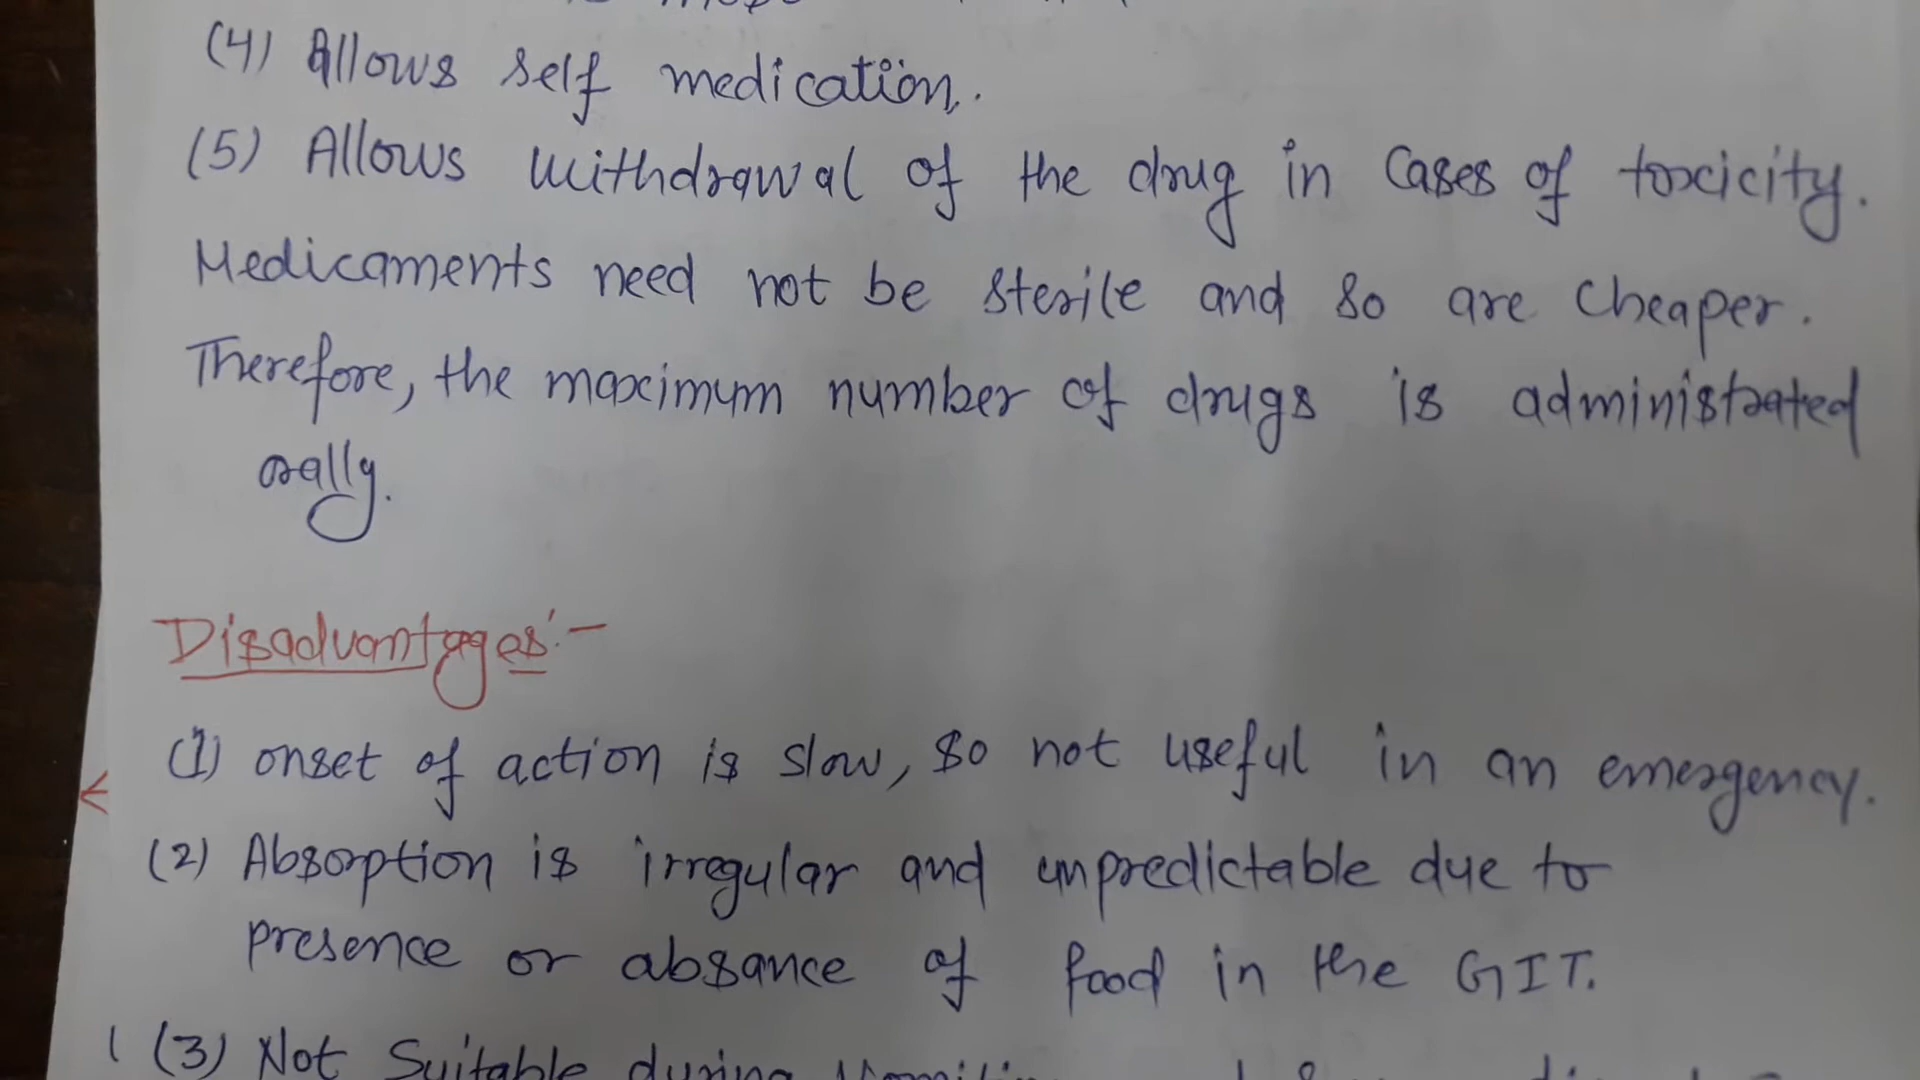 (4) Allows self medication.
(5) Allows withdrawal of the drug in Cases of toxicity.
Medicaments need not be sterile and so are Cheaper.
Therefore, the maximum number of drugs is administrated
orally.
Disadvantages:-
(1) onset of action is slow, so not useful in an emergency.
(2) Absorption is irregular and unpredictable due to
presence or absance of food in the GIT.
(3) Not Suitable during